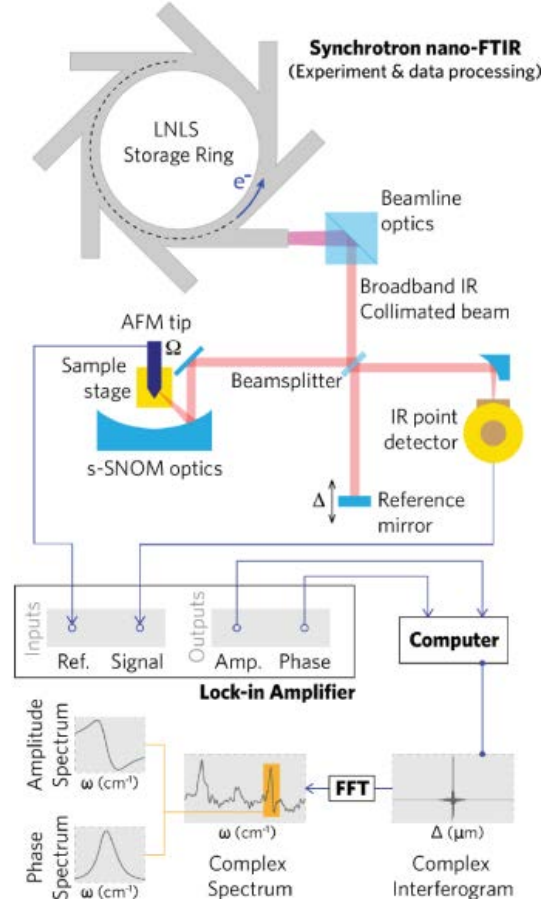 Synchrotron nano-FTIR
(Experiment & data processing)
LNLS
Storage Ring
e-
Beamline
optics
Broadband IR
Collimated beam
AFM tip
Ω
Sample
stage
Beamsplitter
IR point
detector
s-SNOM optics
Δ
Reference
mirror
Inputs
Ref.
Signal
Outputs
Amp.
Phase
Computer
Lock-in Amplifier
Amplitude
Spectrum
ω (cm⁻¹)
Phase
Spectrum
ω (cm⁻¹)
ω (cm⁻¹)
Complex
Spectrum
FFT
Δ (μm)
Complex
Interferogram